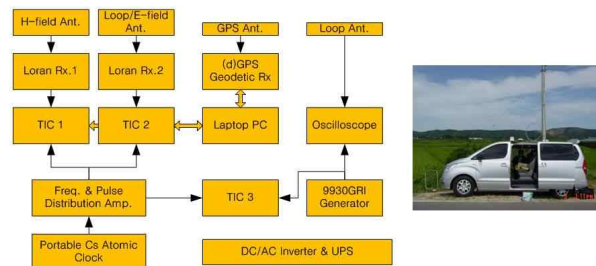 H-field Ant.
Loop/E-field
Ant.
GPS Ant.
Loop Ant.
Loran Rx.1
Loran Rx.2
(d)GPS
Geodetic Rx
TIC 1
TIC 2
Laptop PC
Oscilloscope
Freq. & Pulse
Distribution Amp.
TIC 3
9930GRI
Generator
Portable Cs Atomic
Clock
DC/AC Inverter & UPS